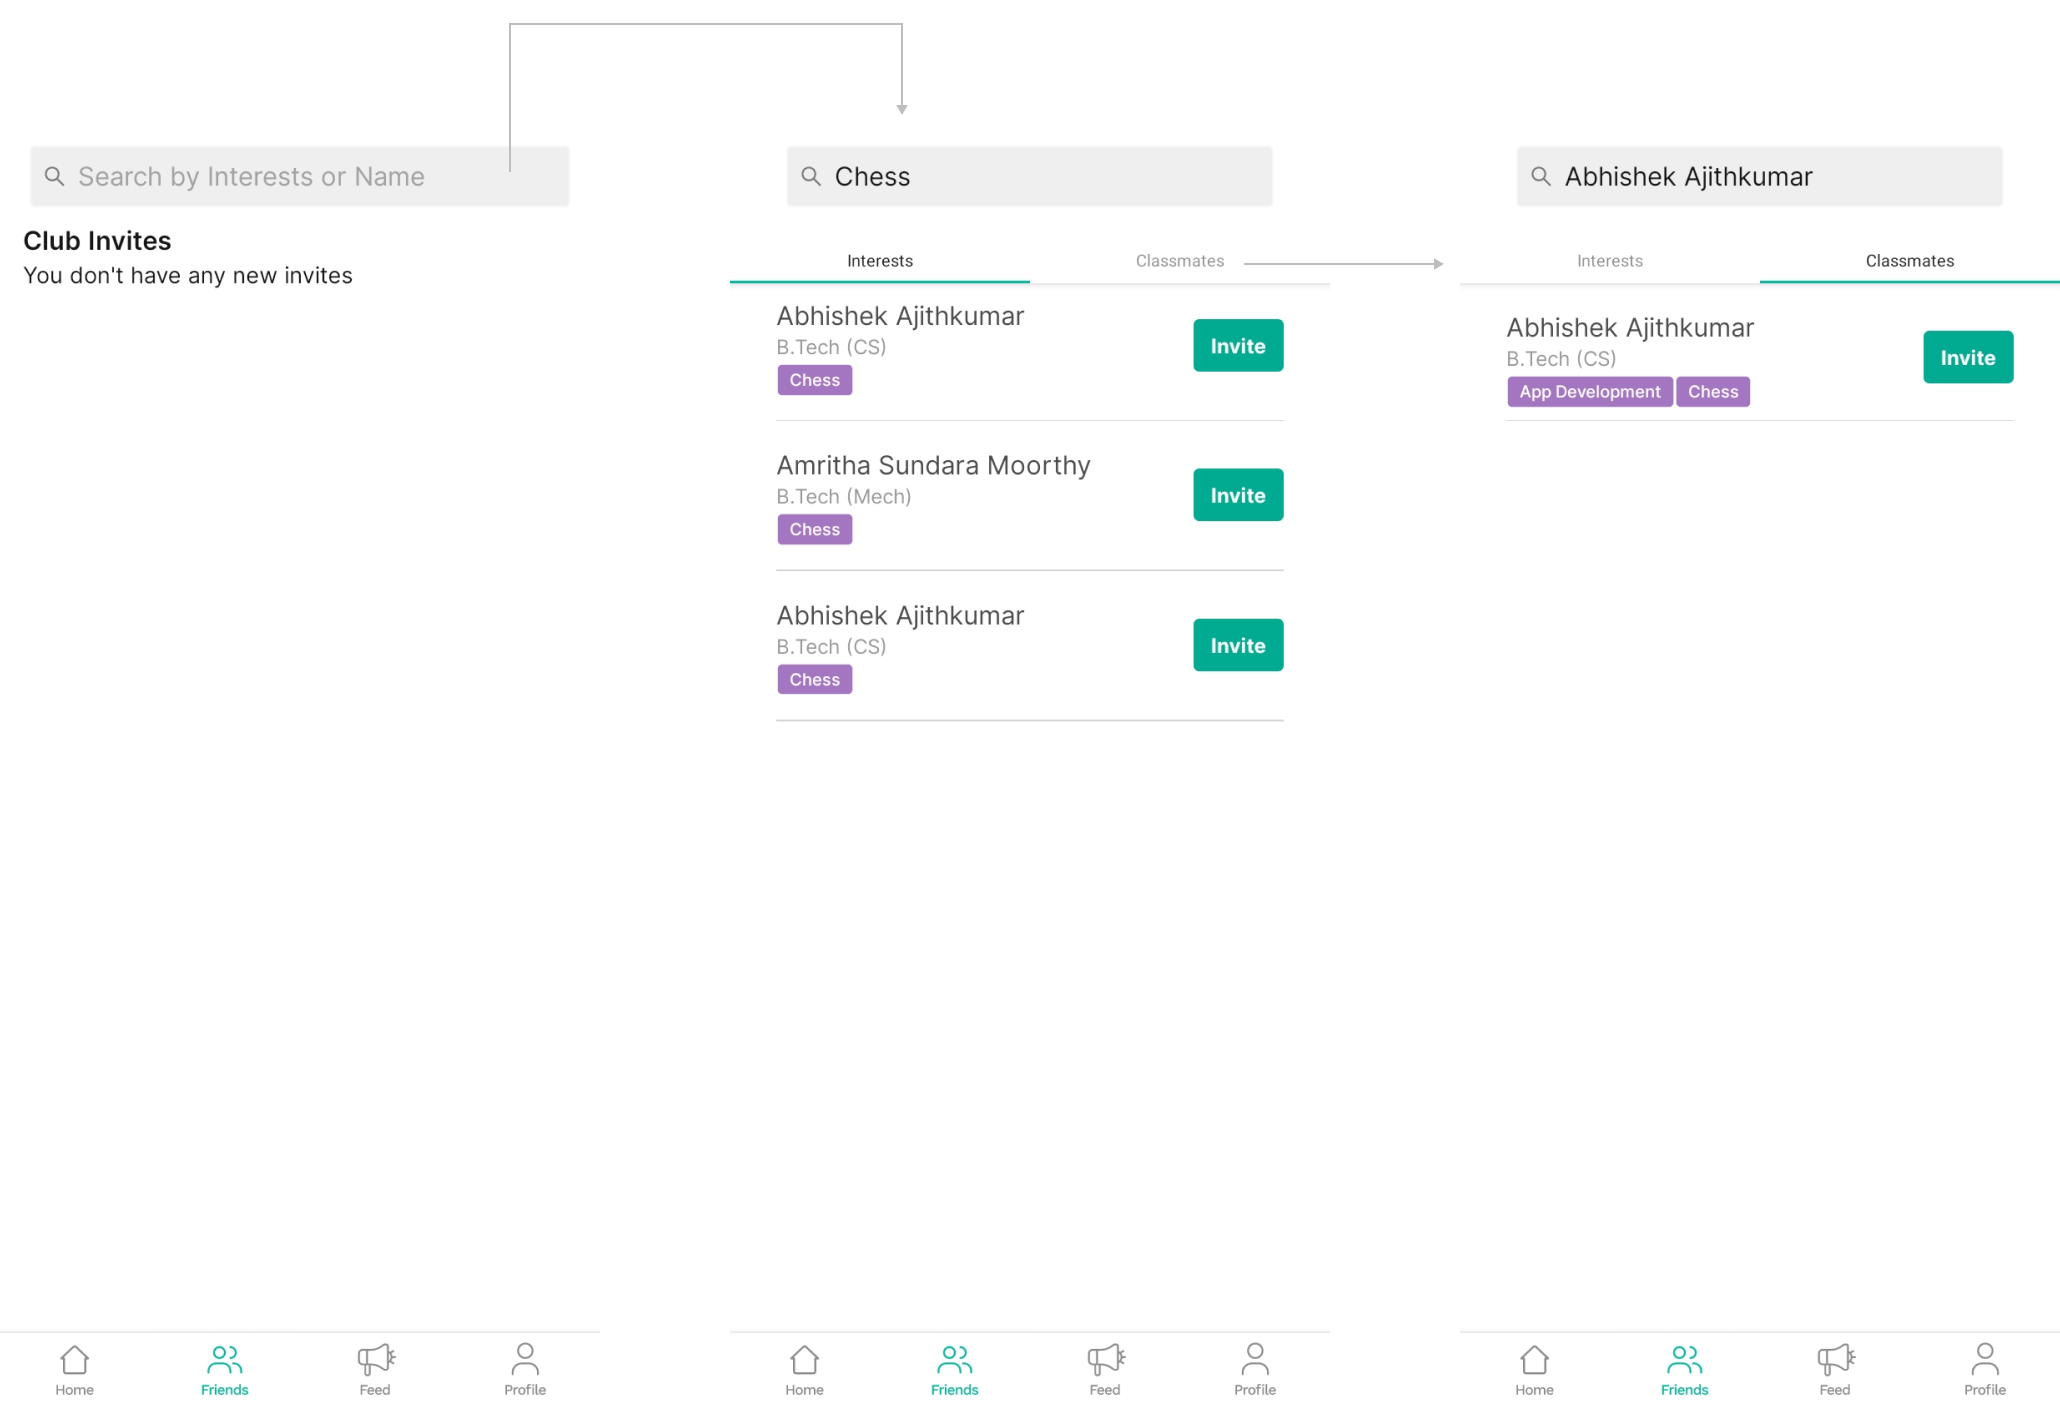 Search by Interests or Name
Club Invites
You don't have any new invites
Home
Friends
Feed
Profile
Chess
Interests
Classmates
Abhishek Ajithkumar
B.Tech (CS)
Chess
Invite
Amritha Sundara Moorthy
B.Tech (Mech)
Chess
Invite
Abhishek Ajithkumar
B.Tech (CS)
Chess
Invite
Home
Friends
Feed
Profile
Abhishek Ajithkumar
Interests
Classmates
Abhishek Ajithkumar
B.Tech (CS)
App Development
Chess
Invite
Home
Friends
Feed
Profile